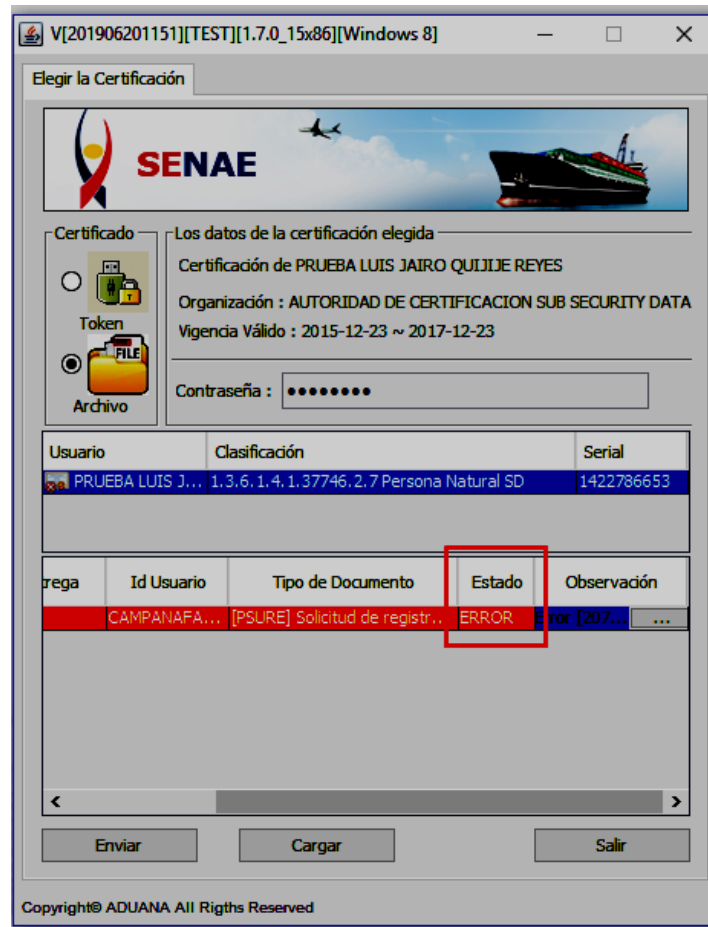 V[201906201151][TEST][1.7.0_15x86][Windows 8]
Elegir la Certificación
SENAE
Certificado
Los datos de la certificación elegida
Token
FILE
Archivo
Certificación de PRUEBA LUIS JAIRO QUIJIJE REYES
Organización : AUTORIDAD DE CERTIFICACION SUB SECURITY DATA
Vigencia Válido : 2015-12-23 ~ 2017-12-23
Contraseña : ••••••••
Usuario Clasificación Serial
PRUEBA LUIS J... 1.3.6.1.4.1.37746.2.7 Persona Natural SD 1422786653
trega Id Usuario Tipo de Documento Estado Observación
CAMPANAFA... [PSURE] Solicitud de registr.. ERROR Error [207... ...
Enviar Cargar Salir
Copyright© ADUANA All Rigths Reserved